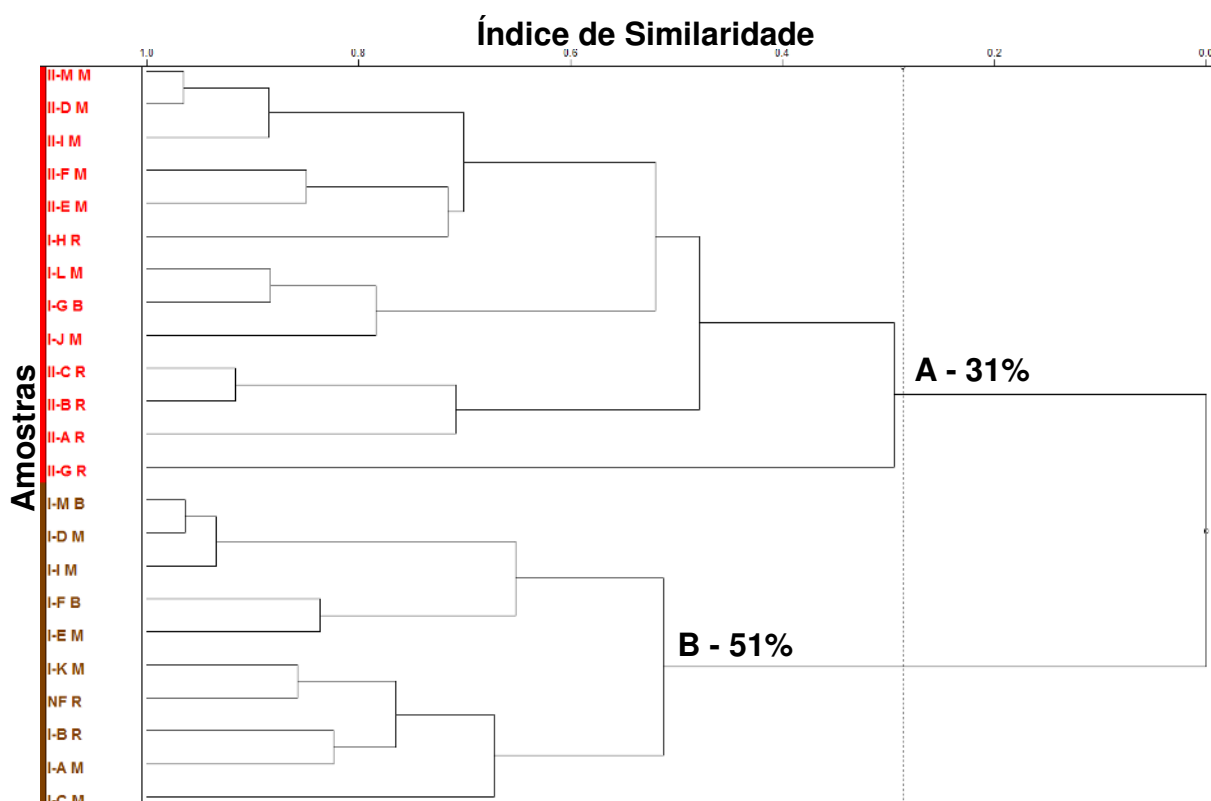 Índice de Similaridade
1.0 0.8 0.6 0.4 0.2 0.0
Amostras
II-M M
II-D M
II-I M
II-F M
II-E M
I-H R
I-L M
I-G B
I-J M
II-C R
II-B R
II-A R
II-G R
I-M B
I-D M
I-I M
I-F B
I-E M
I-K M
NF R
I-B R
I-A M
I-C M
A - 31%
B - 51%